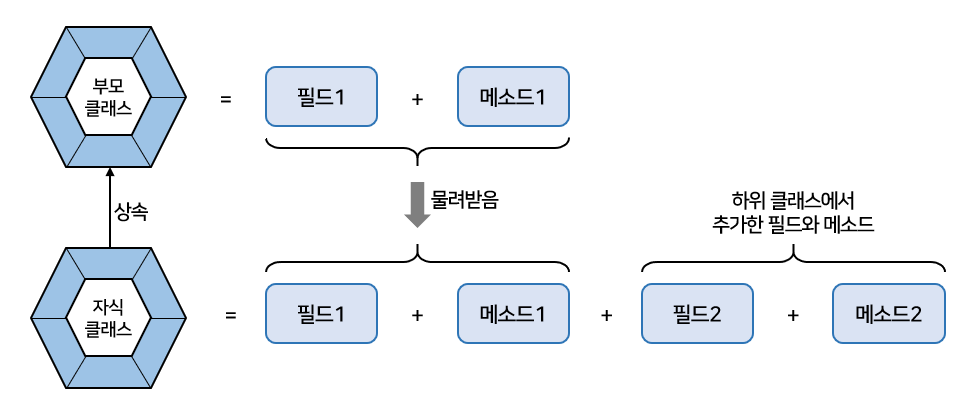 부모
클래스
=
필드1
+
메소드1
물려받음
상속
하위 클래스에서
추가한 필드와 메소드
자식
클래스
=
필드1
+
메소드1
+
필드2
+
메소드2